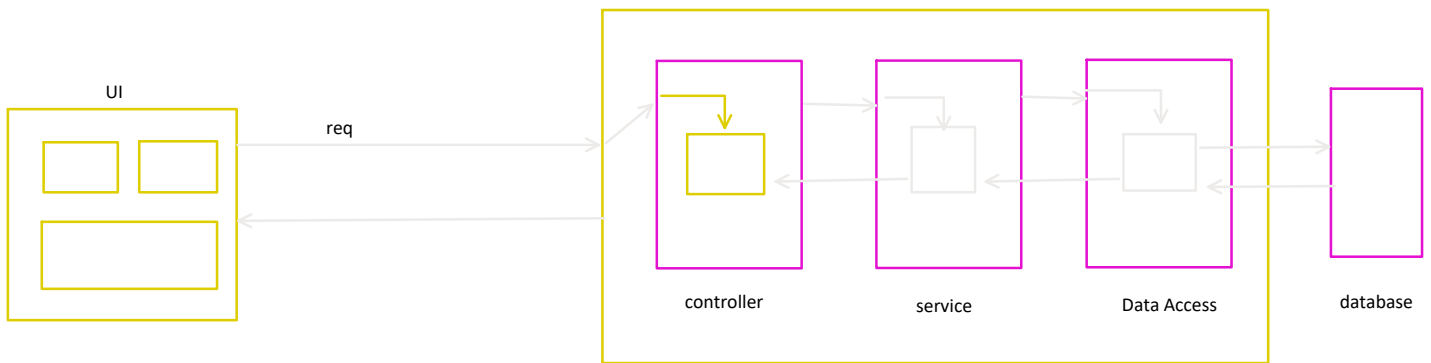 UI
req
controller
service
Data Access
database